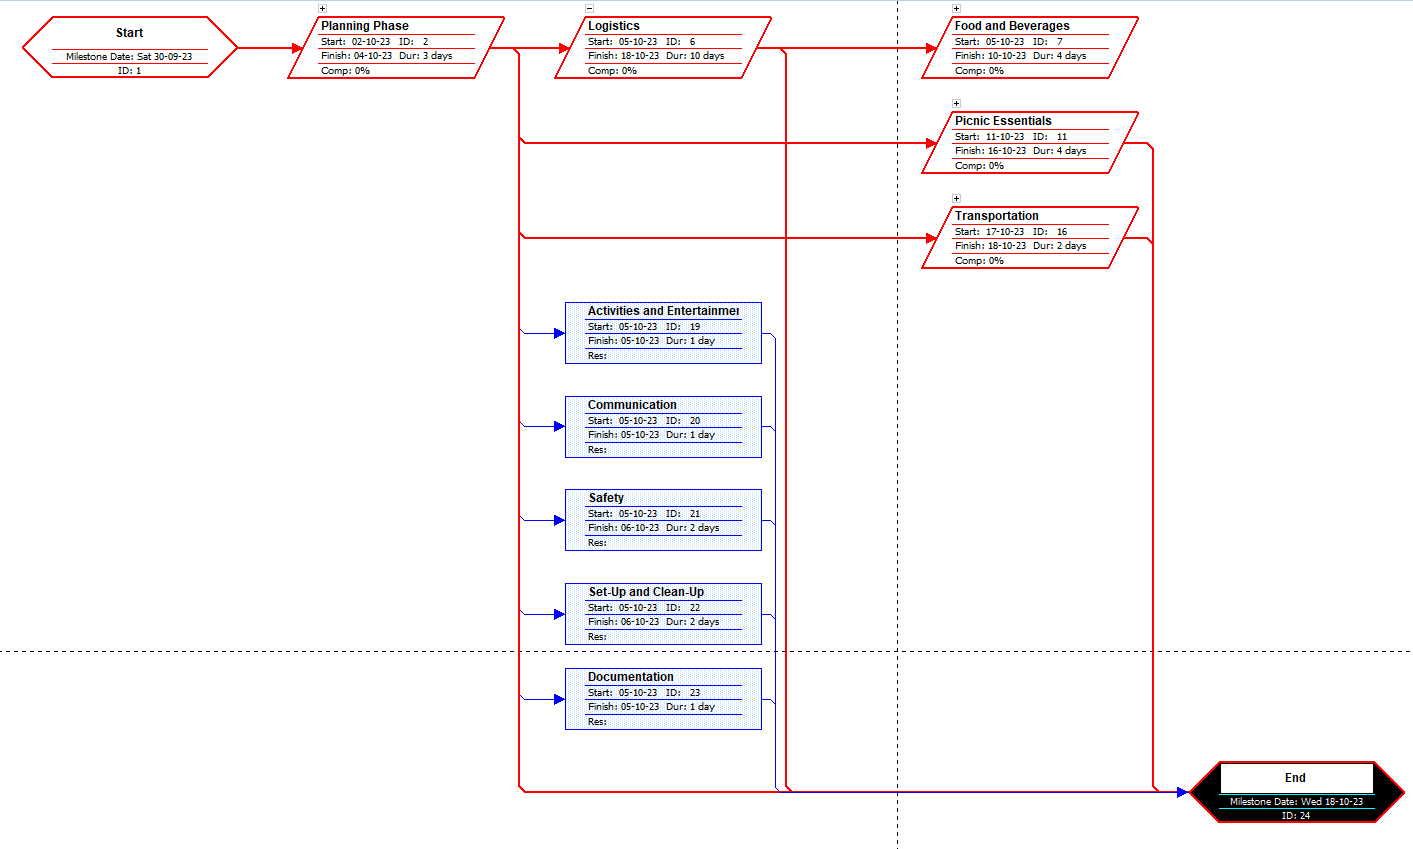 Start
Milestone Date: Sat 30-09-23
ID: 1
Planning Phase
Start: 02-10-23 ID: 2
Finish: 04-10-23 Dur: 3 days
Comp: 0%
Logistics
Start: 05-10-23 ID: 6
Finish: 18-10-23 Dur: 10 days
Comp: 0%
Food and Beverages
Start: 05-10-23 ID: 7
Finish: 10-10-23 Dur: 4 days
Comp: 0%
Picnic Essentials
Start: 11-10-23 ID: 11
Finish: 16-10-23 Dur: 4 days
Comp: 0%
Transportation
Start: 17-10-23 ID: 16
Finish: 18-10-23 Dur: 2 days
Comp: 0%
Activities and Entertainmer
Start: 05-10-23 ID: 19
Finish: 05-10-23 Dur: 1 day
Res:
Communication
Start: 05-10-23 ID: 20
Finish: 05-10-23 Dur: 1 day
Res:
Safety
Start: 05-10-23 ID: 21
Finish: 06-10-23 Dur: 2 days
Res:
Set-Up and Clean-Up
Start: 05-10-23 ID: 22
Finish: 06-10-23 Dur: 2 days
Res:
Documentation
Start: 05-10-23 ID: 23
Finish: 05-10-23 Dur: 1 day
Res:
End
Milestone Date: Wed 18-10-23
ID: 24